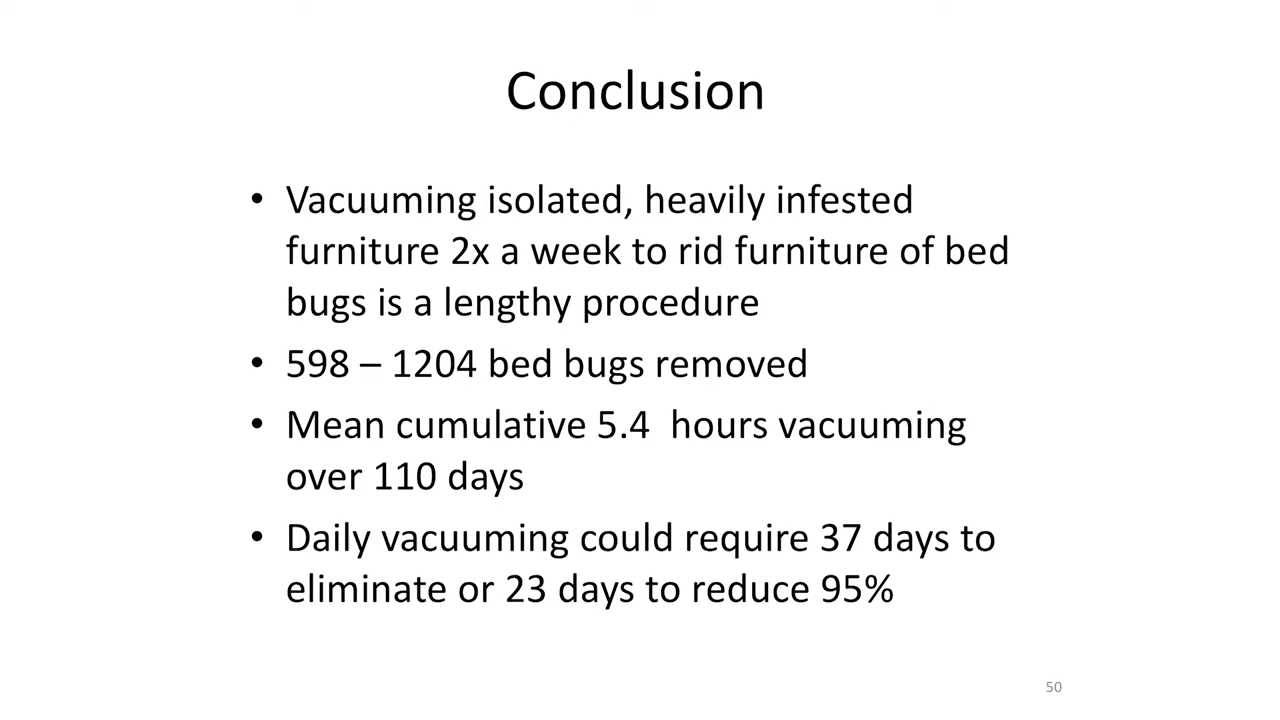 Conclusion
• Vacuuming isolated, heavily infested
furniture 2x a week to rid furniture of bed
bugs is a lengthy procedure
• 598 – 1204 bed bugs removed
• Mean cumulative 5.4  hours vacuuming
over 110 days
• Daily vacuuming could require 37 days to
eliminate or 23 days to reduce 95%
50